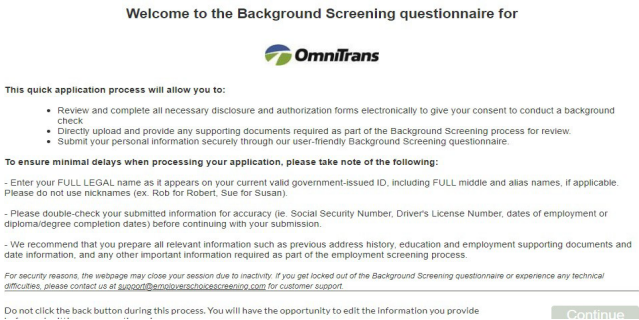 Welcome to the Background Screening questionnaire for
OmniTrans
This quick application process will allow you to:
• Review and complete all necessary disclosure and authorization forms electronically to give your consent to conduct a background
check
• Directly upload and provide any supporting documents required as part of the Background Screening process for review.
• Submit your personal information securely through our user-friendly Background Screening questionnaire.
To ensure minimal delays when processing your application, please take note of the following:
- Enter your FULL LEGAL name as it appears on your current valid government-issued ID, including FULL middle and alias names, if applicable.
Please do not use nicknames (ex. Rob for Robert, Sue for Susan).
- Please double-check your submitted information for accuracy (ie. Social Security Number, Driver's License Number, dates of employment or
diploma/degree completion dates) before continuing with your submission.
- We recommend that you prepare all relevant information such as previous address history, education and employment supporting documents and
date information, and any other important information required as part of the employment screening process.
For security reasons, the webpage may close your session due to inactivity. If you get locked out of the Background Screening questionnaire or experience any technical
difficulties, please contact us at support@employerschoicescreening.com for customer support.
Do not click the back button during this process. You will have the opportunity to edit the information you provide
Continue